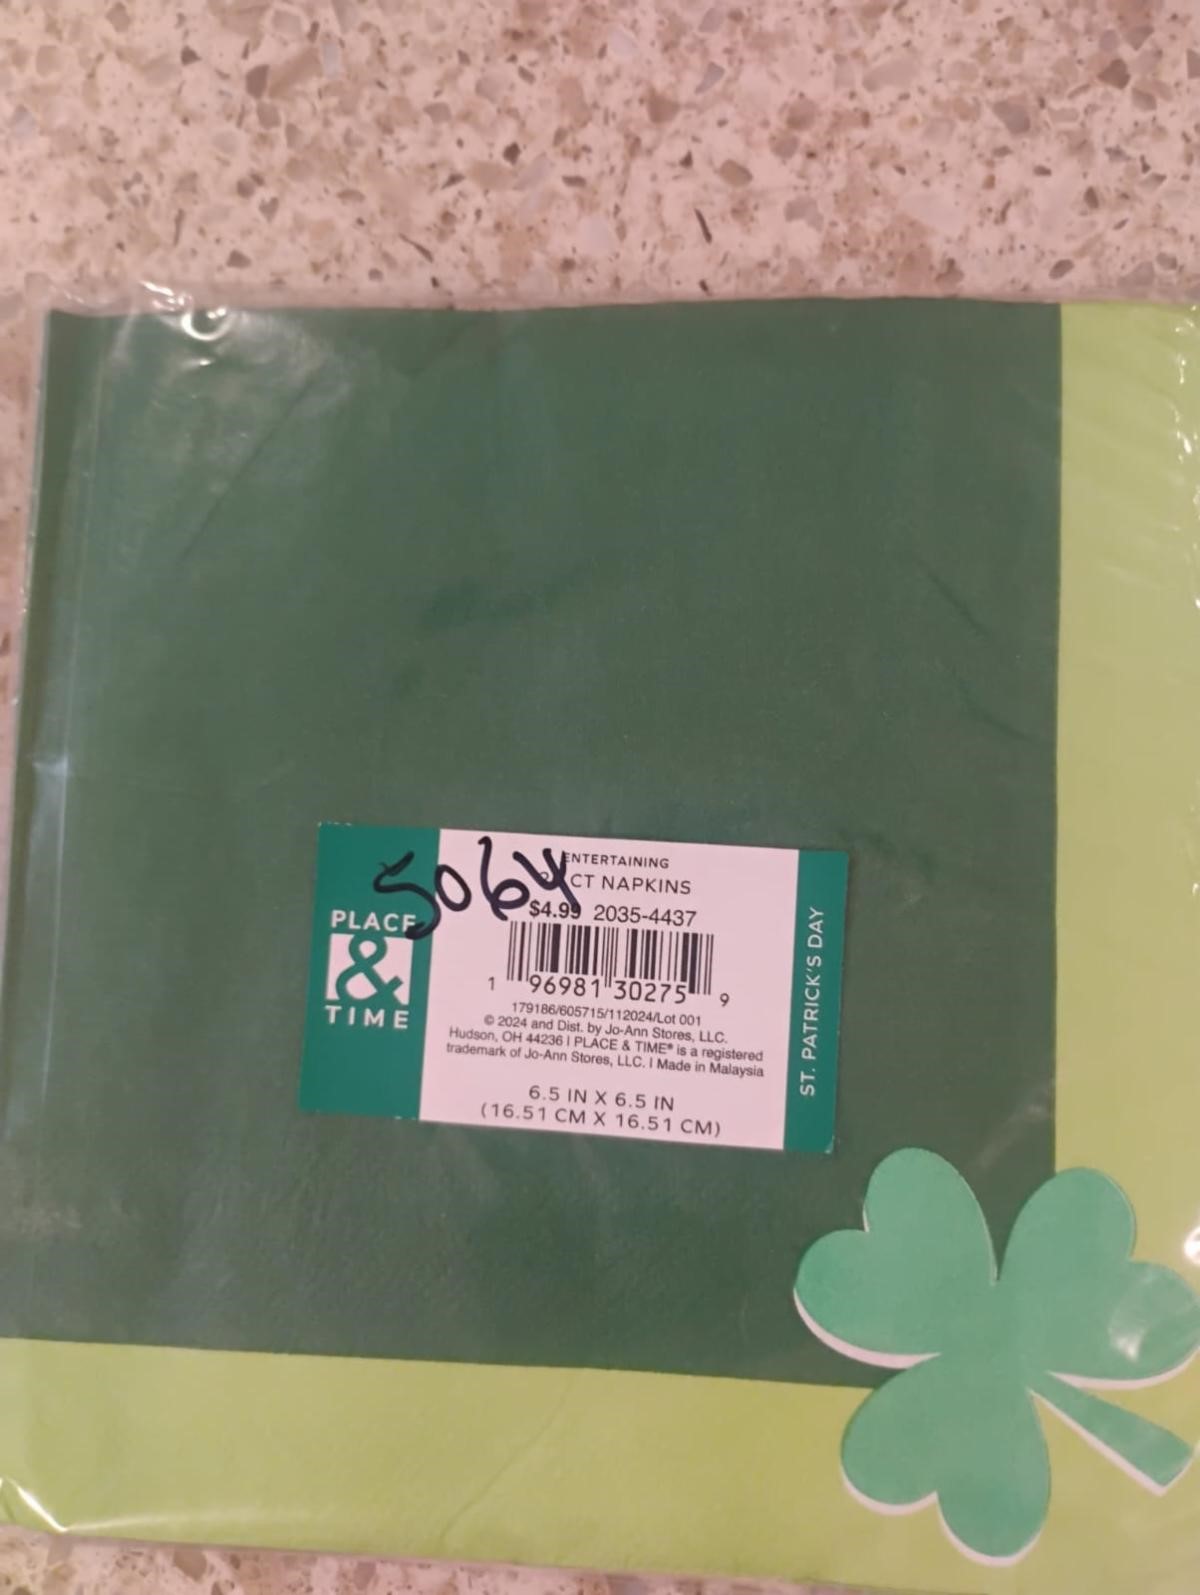 5064
ENTERTAINING
CT NAPKINS
$4.99 2035-4437
1 96981 30275 9
179186/605715/112024/Lot 001
© 2024 and Dist. by Jo-Ann Stores, LLC.
Hudson, OH 44236 | PLACE & TIME® is a registered
trademark of Jo-Ann Stores, LLC. | Made in Malaysia
6.5 IN X 6.5 IN
(16.51 CM X 16.51 CM)
PLACE
&
TIME
ST. PATRICK'S DAY